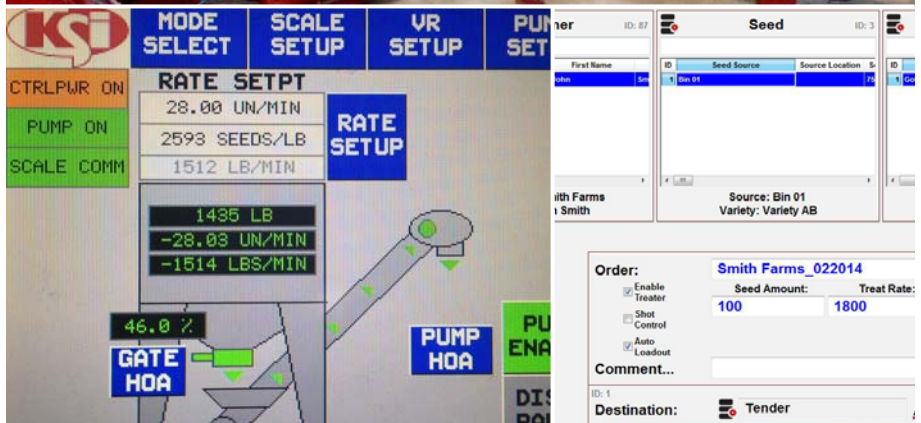 KSi
MODE SELECT
SCALE SETUP
VR SETUP
CTRLPWR ON
PUMP ON
SCALE COMM
RATE SETPT
28.00 UN/MIN
2593 SEEDS/LB
1512 LB/MIN
RATE SETUP
1435 LB
-28.03 UN/MIN
-1514 LBS/MIN
46.0 %
GATE HOA
PUMP HOA
ID: 87
First Name
Seed
ID: 3
ID
Seed Source
Source Location
1
Bin 01
75
Source: Bin 01
Variety: Variety AB
ith Farms
Smith
Order:
Smith Farms_022014
Enable Treater
Seed Amount:
Treat Rate:
100
1800
Shot Control
Auto Loadout
Comment...
ID: 1
Destination:
Tender